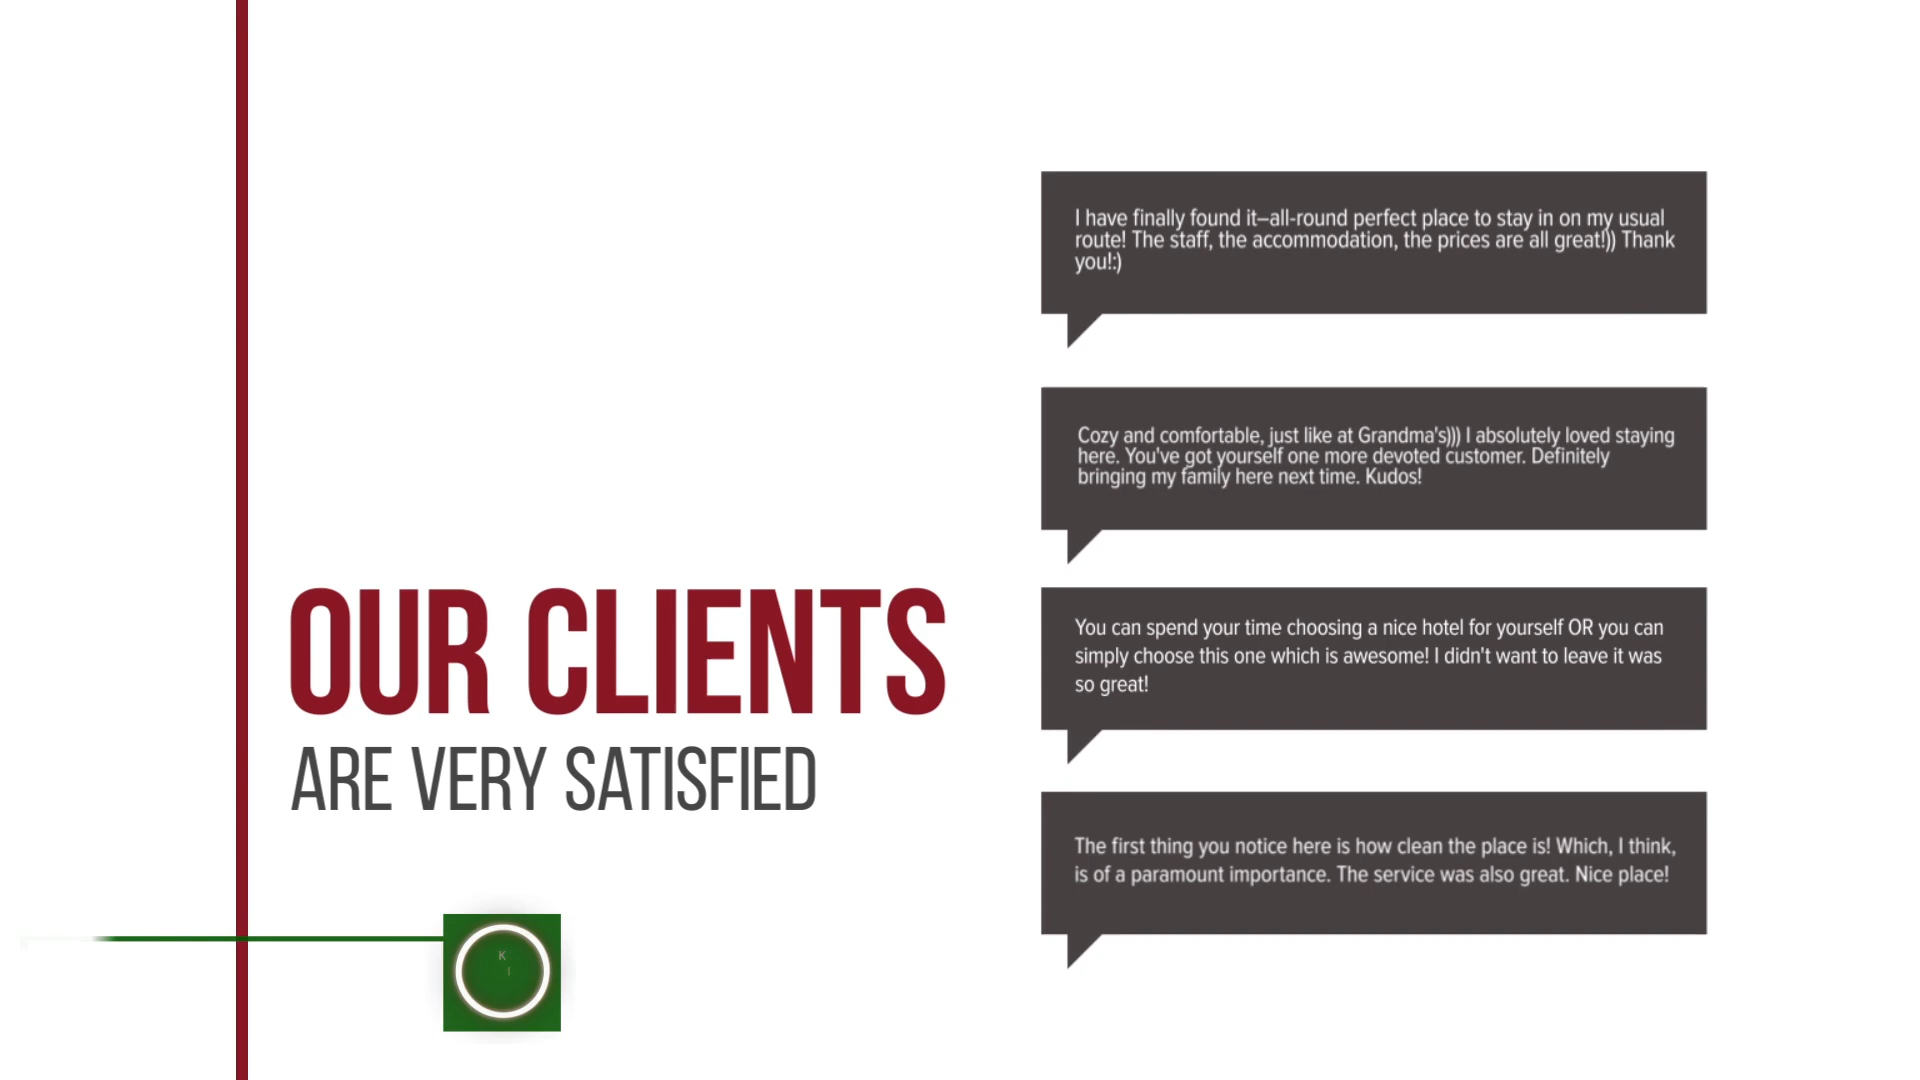 OUR CLIENTS
ARE VERY SATISFIED
K
I
I have finally found it–all-round perfect place to stay in on my usual
route! The staff, the accommodation, the prices are all great!)) Thank
you!:)
Cozy and comfortable, just like at Grandma's))) I absolutely loved staying
here. You've got yourself one more devoted customer. Definitely
bringing my family here next time. Kudos!
You can spend your time choosing a nice hotel for yourself OR you can
simply choose this one which is awesome! I didn't want to leave it was
so great!
The first thing you notice here is how clean the place is! Which, I think,
is of a paramount importance. The service was also great. Nice place!